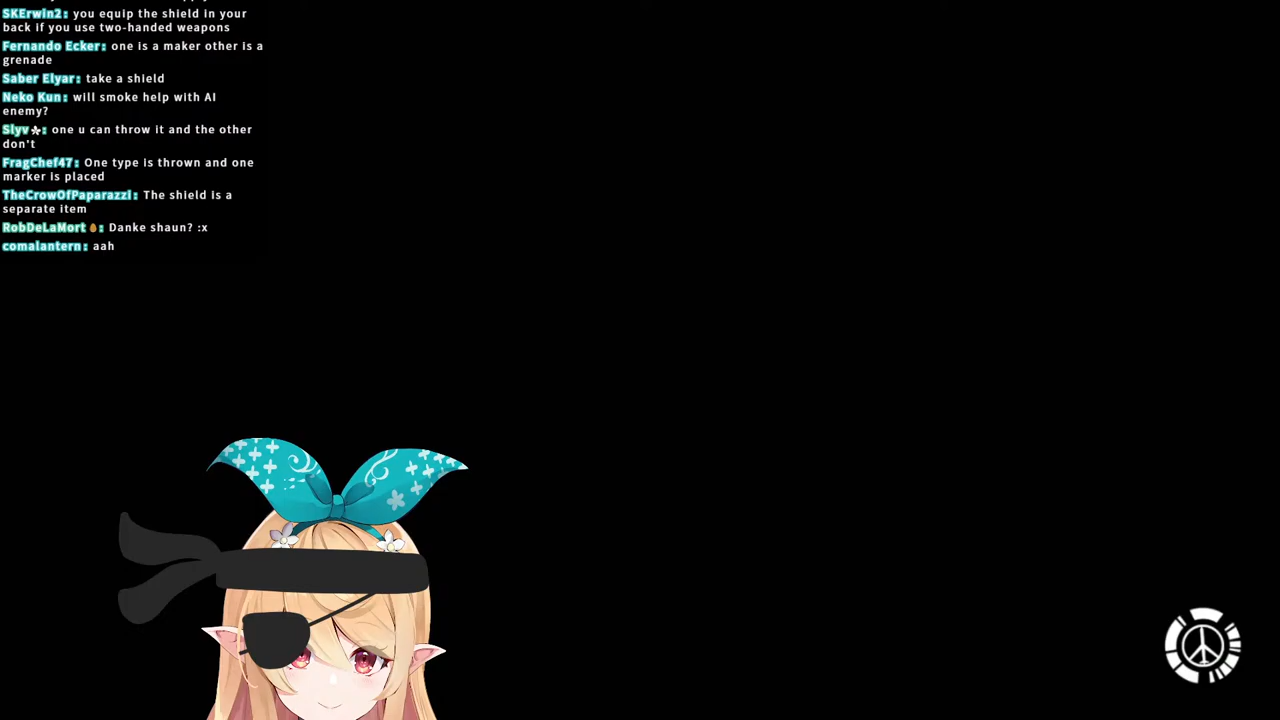 SKErwin2: you equip the shield in your
back if you use two-handed weapons
Fernando Ecker: one is a maker other is a
grenade
Saber Elyar: take a shield
Neko Kun: will smoke help with AI
enemy?
Slyv: one u can throw it and the other
don't
FragChef47: One type is thrown and one
marker is placed
TheCrowOfPaparazzi: The shield is a
separate item
RobDeLaMort: Danke shaun? :x
comalantern: aah